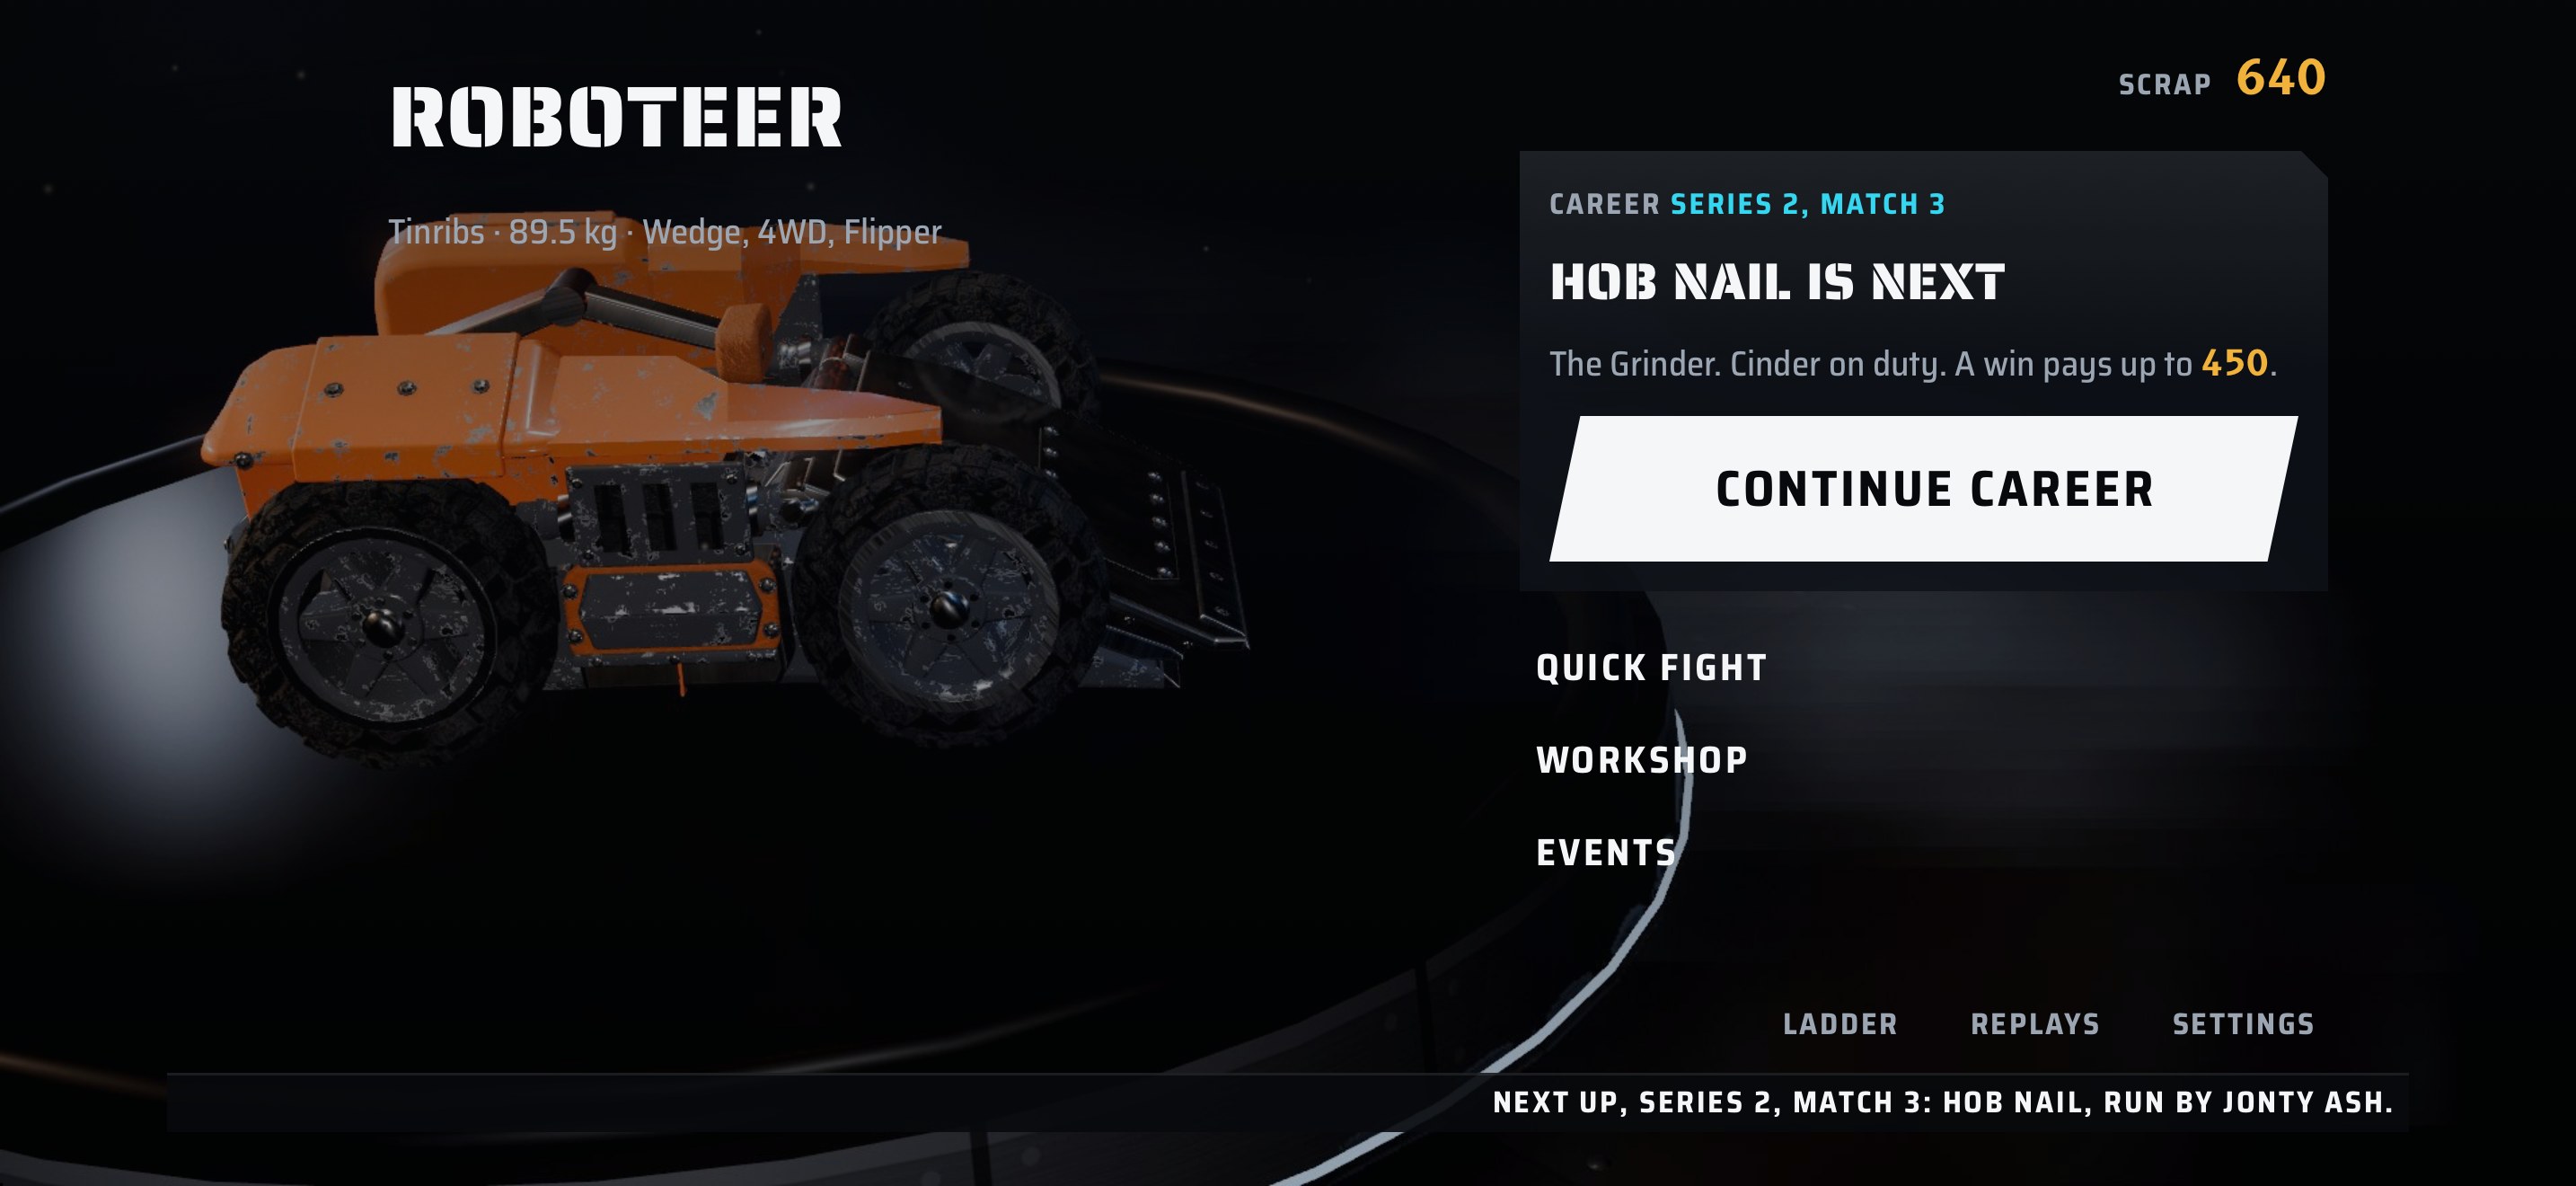 ROBOTEER
Tinribs · 89.5 kg · Wedge, 4WD, Flipper
SCRAP 640
CAREER SERIES 2, MATCH 3
HOB NAIL IS NEXT
The Grinder. Cinder on duty. A win pays up to 450.
CONTINUE CAREER
QUICK FIGHT
WORKSHOP
EVENTS
LADDER REPLAYS SETTINGS
NEXT UP, SERIES 2, MATCH 3: HOB NAIL, RUN BY JONTY ASH.